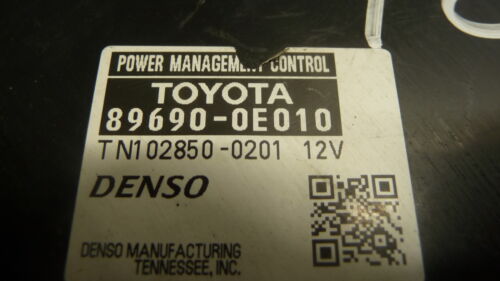 POWER MANAGEMENT CONTROL
TOYOTA
89690-0E010
TN102850-0201 12V
DENSO
DENSO MANUFACTURING
TENNESSEE, INC.